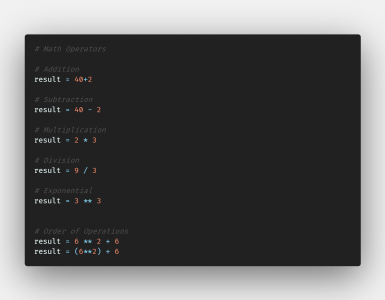 # Math Operators
# Addition
result = 40+2
# Subtraction
result = 40 - 2
# Multiplication
result = 2 * 3
# Division
result = 9 / 3
# Exponential
result = 3 ** 3
# Order of Operations
result = 6 ** 2 + 6
result = (6**2) + 6